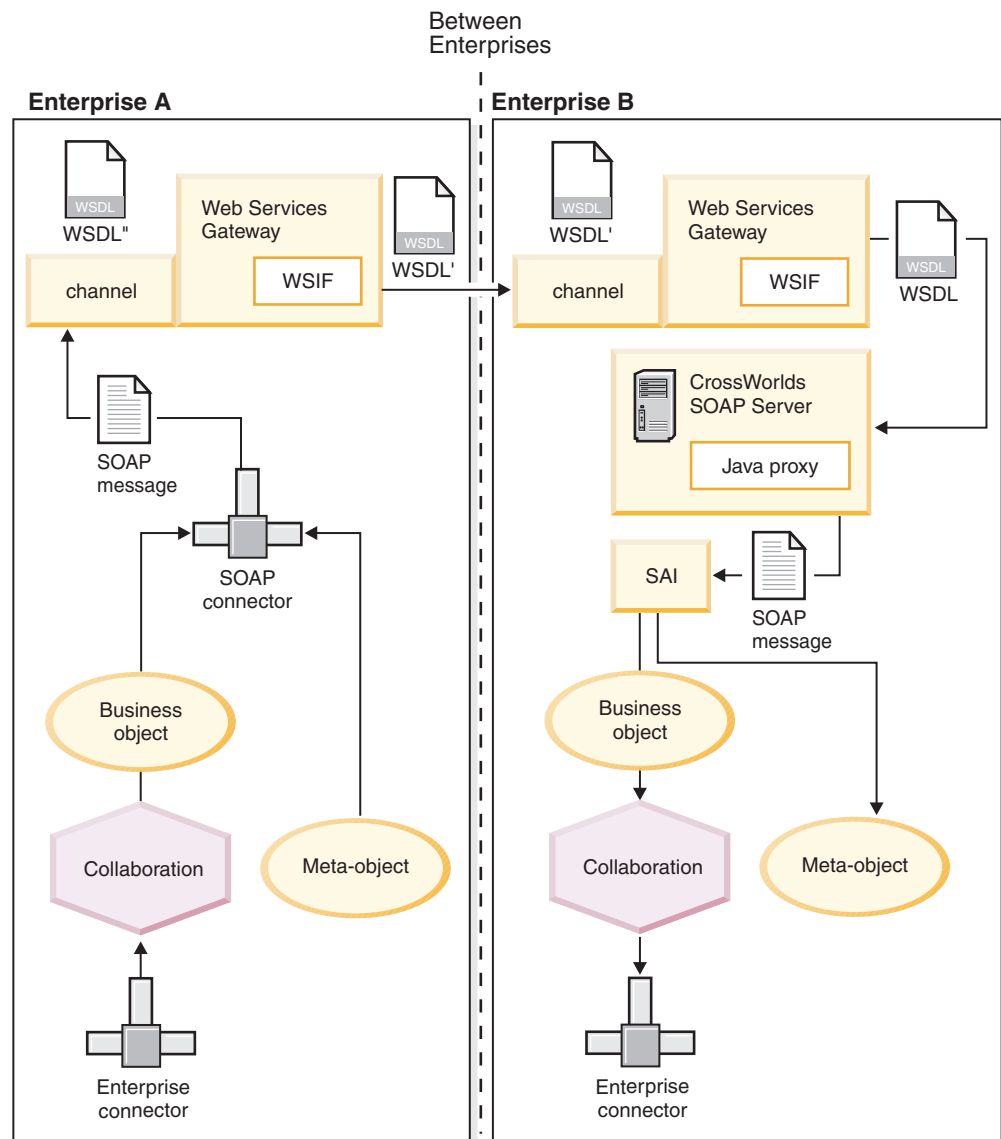 Between
Enterprises
Enterprise A
WSDL
WSDL"
Web Services
Gateway
WSIF
channel
WSDL
WSDL'
SOAP
message
SOAP
connector
Business
object
Collaboration
Meta-object
Enterprise
connector
Enterprise B
WSDL
WSDL'
Web Services
Gateway
WSIF
channel
WSDL
WSDL
CrossWorlds
SOAP Server
Java proxy
SAI
SOAP
message
Business
object
Collaboration
Meta-object
Enterprise
connector